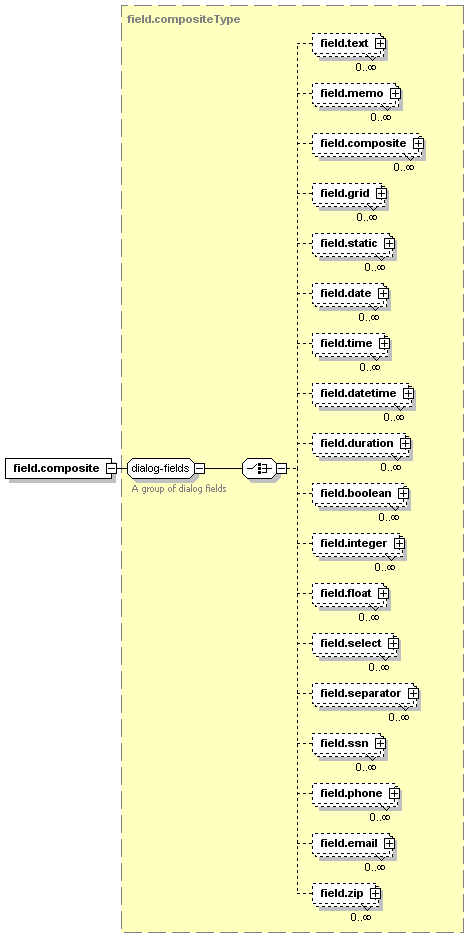 field.compositeType
field.text
0..∞
field.memo
0..∞
field.composite
0..∞
field.grid
0..∞
field.static
0..∞
field.date
0..∞
field.time
0..∞
field.datetime
0..∞
field.duration
0..∞
field.composite
dialog-fields
A group of dialog fields
field.boolean
0..∞
field.integer
0..∞
field.float
0..∞
field.select
0..∞
field.separator
0..∞
field.ssn
0..∞
field.phone
0..∞
field.email
0..∞
field.zip
0..∞